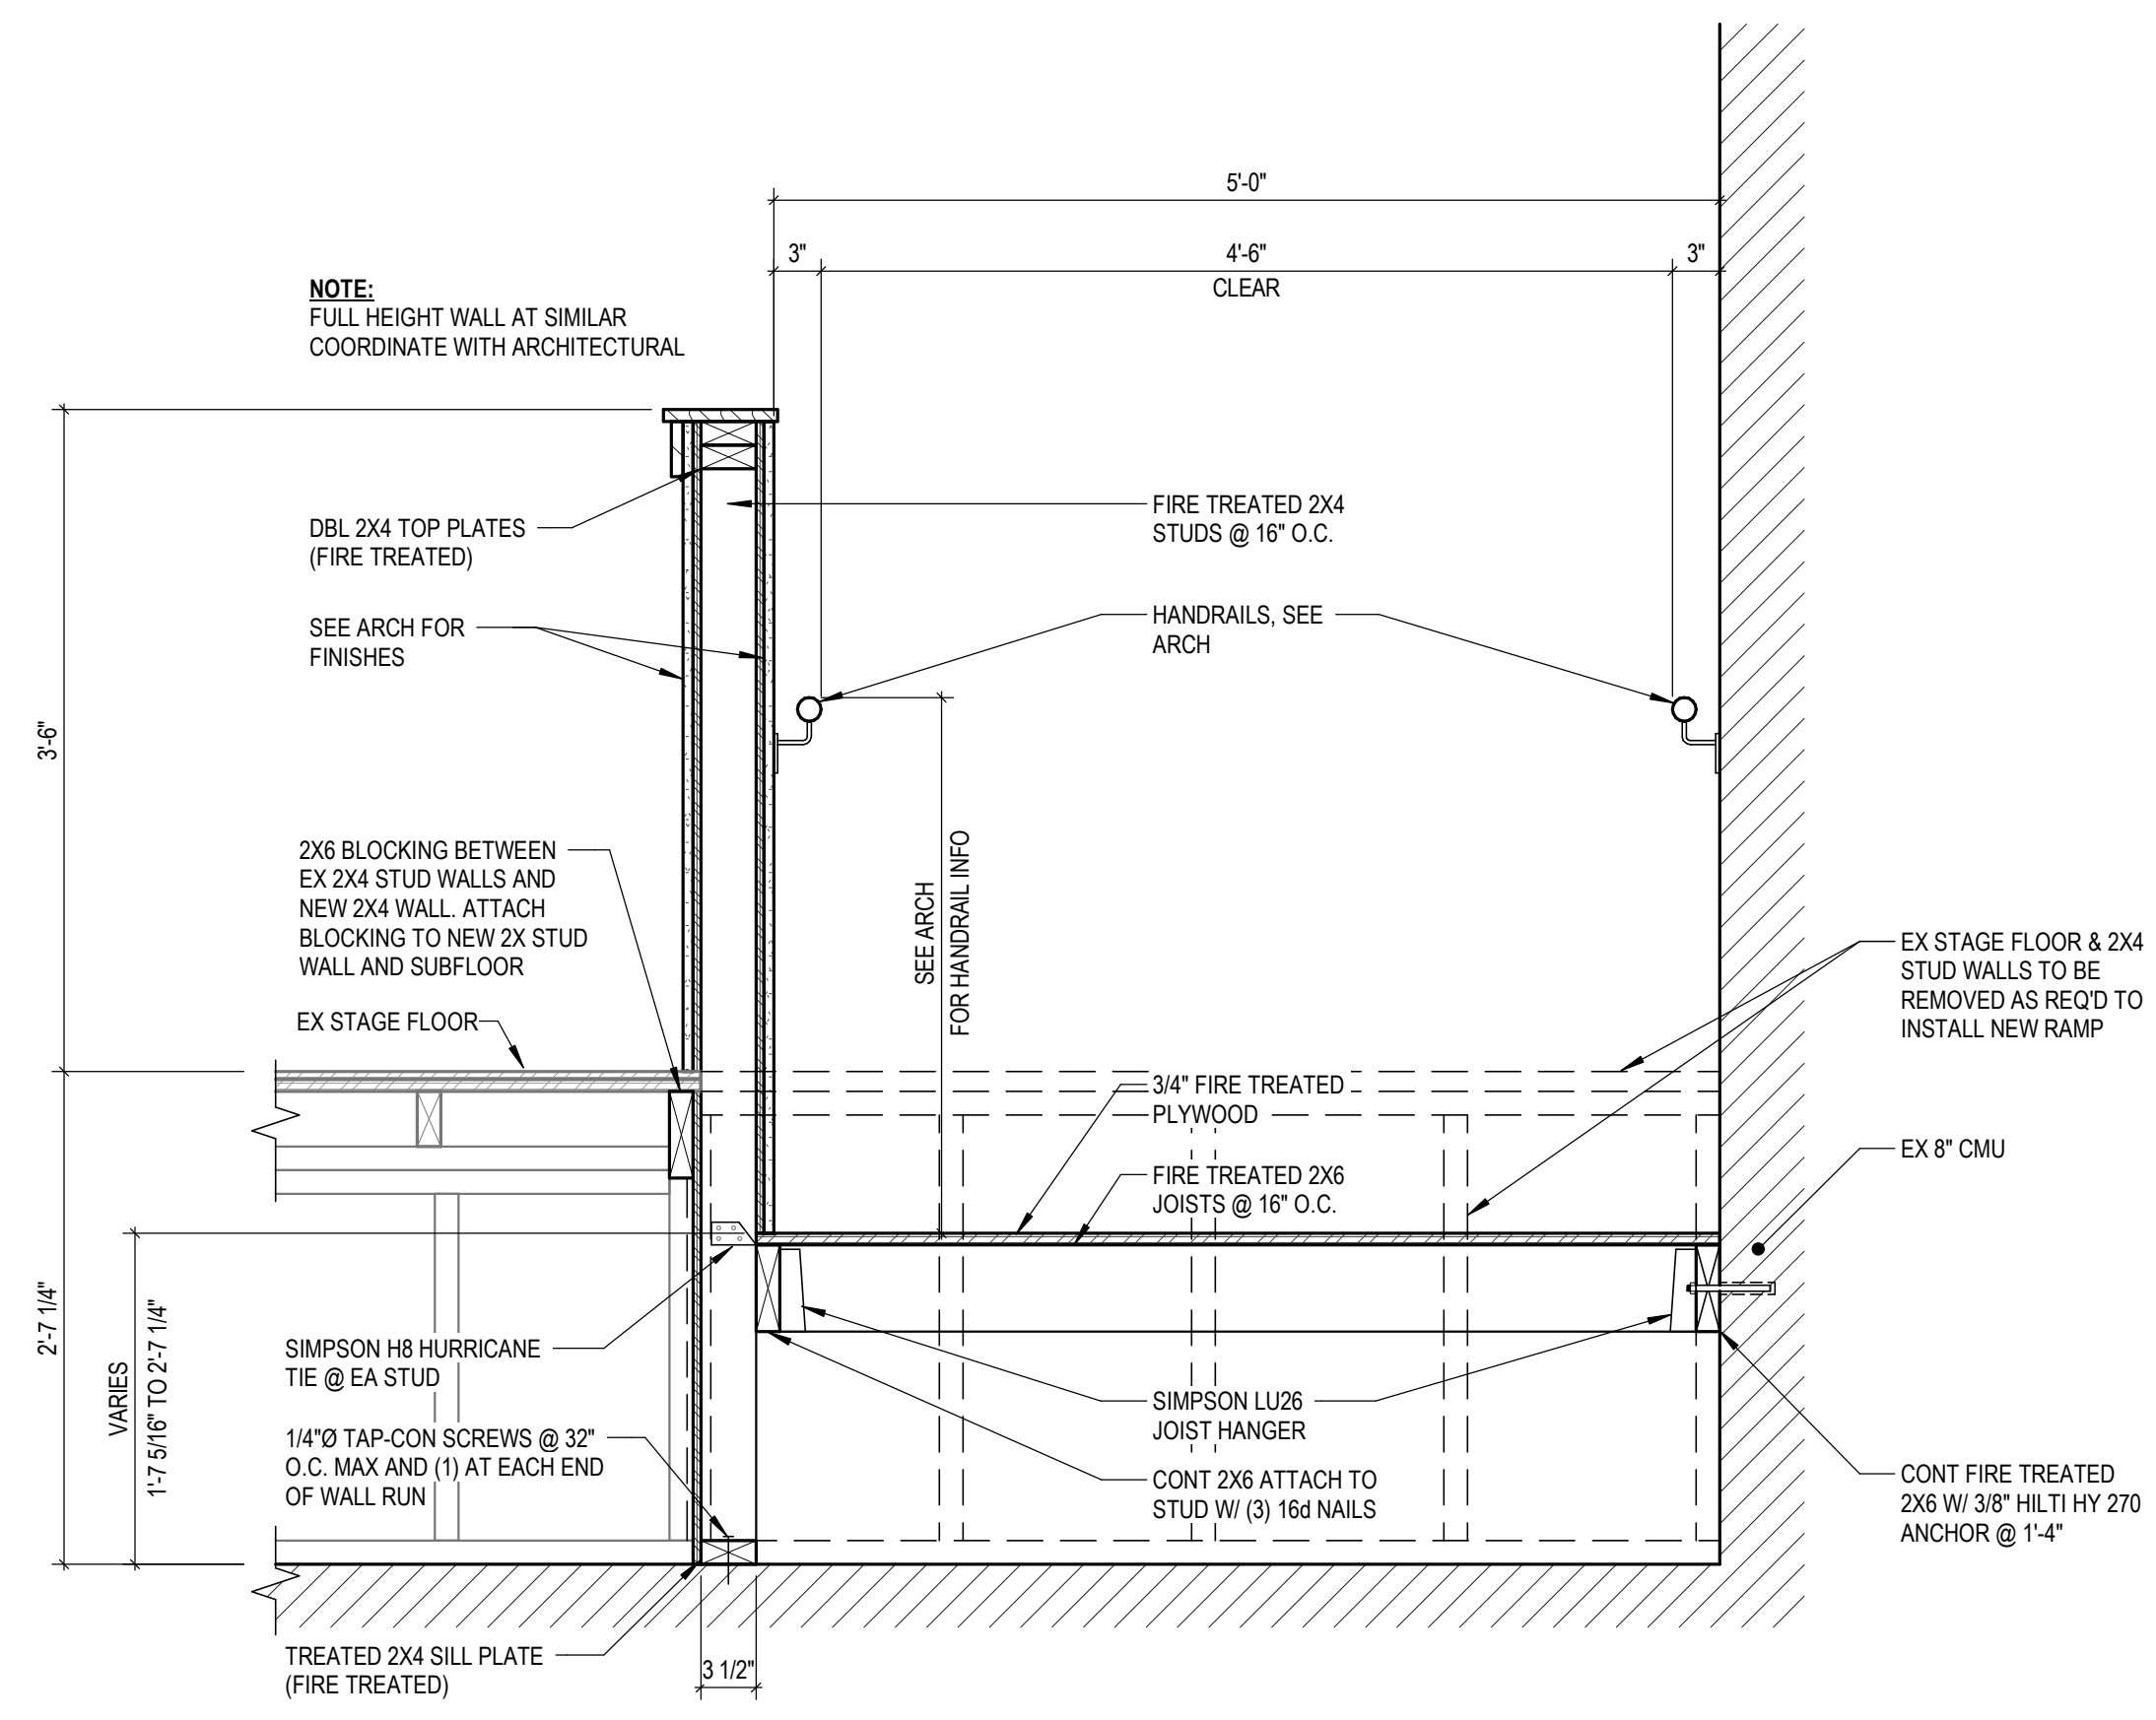 5'-0"
3"
4'-6"
3"
CLEAR
NOTE:
FULL HEIGHT WALL AT SIMILAR
COORDINATE WITH ARCHITECTURAL
DBL 2X4 TOP PLATES
(FIRE TREATED)
FIRE TREATED 2X4
STUDS @ 16" O.C.
SEE ARCH FOR
FINISHES
HANDRAILS, SEE
ARCH
3'-6"
2X6 BLOCKING BETWEEN
EX 2X4 STUD WALLS AND
NEW 2X4 WALL. ATTACH
BLOCKING TO NEW 2X STUD
WALL AND SUBFLOOR
SEE ARCH
FOR HANDRAIL INFO
EX STAGE FLOOR & 2X4
STUD WALLS TO BE
REMOVED AS REQ'D TO
INSTALL NEW RAMP
EX STAGE FLOOR
3/4" FIRE TREATED
PLYWOOD
EX 8" CMU
FIRE TREATED 2X6
JOISTS @ 16" O.C.
2'-7 1/4"
VARIES
1'-7 5/16" TO 2'-7 1/4"
SIMPSON H8 HURRICANE
TIE @ EA STUD
SIMPSON LU26
JOIST HANGER
1/4"Ø TAP-CON SCREWS @ 32"
O.C. MAX AND (1) AT EACH END
OF WALL RUN
CONT 2X6 ATTACH TO
STUD W/ (3) 16d NAILS
CONT FIRE TREATED
2X6 W/ 3/8" HILTI HY 270
ANCHOR @ 1'-4"
TREATED 2X4 SILL PLATE
(FIRE TREATED)
3 1/2"